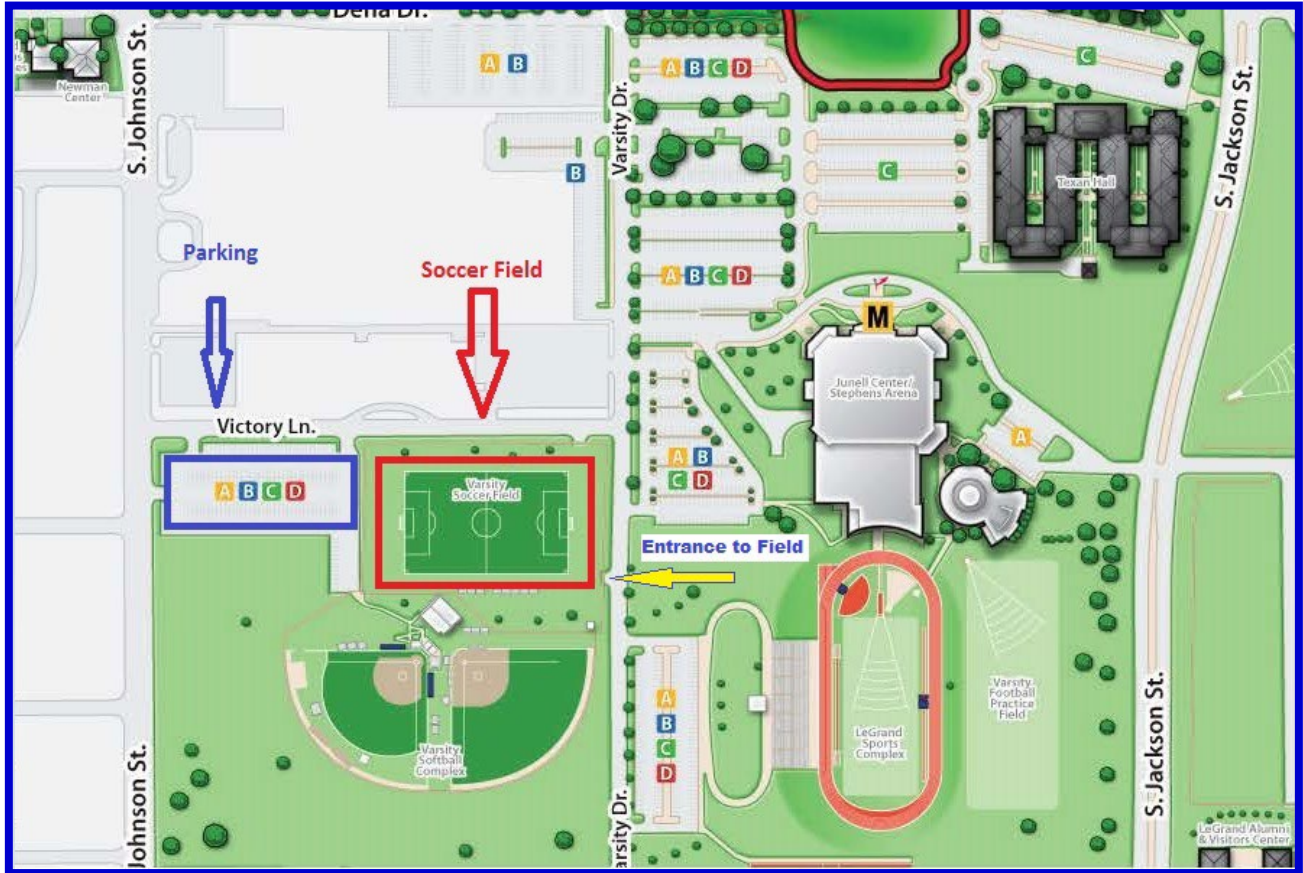 Dena Dr.
Newman
Center
S. Johnson St.
A B
Varsity Dr.
A B C D
C
B
C
Texan Hall
S. Jackson St.
Parking
Soccer Field
A B C D
M
Junell Center/
Stephens Arena
Victory Ln.
A
A B C D
Varsity
Soccer Field
A B
C D
Entrance to Field
A
B
C
D
Varsity
Softball
Complex
LeGrand
Sports
Complex
Varsity
Football
Practice
Field
Johnson St.
arsity Dr.
S. Jackson St.
LeGrand Alumni
& Visitors Center